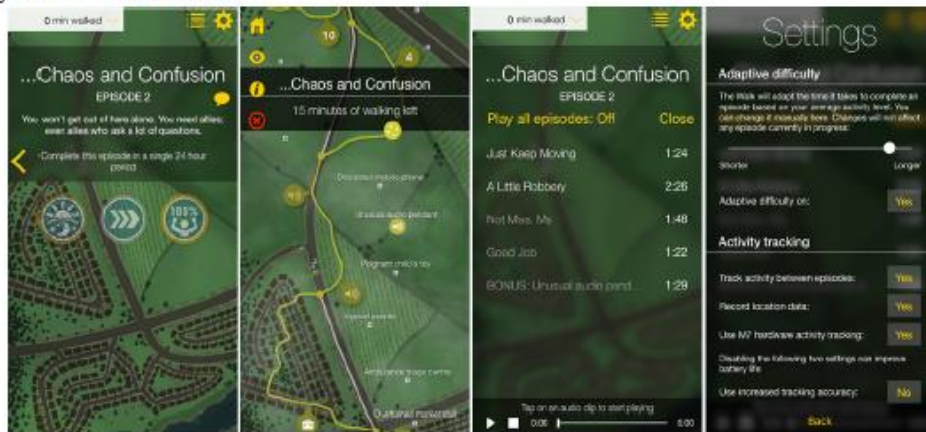 0 min walked
...Chaos and Confusion
EPISODE 2
You won't get out of here alone. You need allies;
even allies who ask a lot of questions.
Complete this episode in a single 24 hour
period
100%
10
4
...Chaos and Confusion
15 minutes of walking left
Discarded mobile phone
Unusual audio pendant
Poignant child's toy
Ambulance triage centre
0 min walked
...Chaos and Confusion
EPISODE 2
Play all episodes: Off
Close
Just Keep Moving 1:24
A Little Robbery 2:26
Not Miss. Ms 1:48
Good Job 1:22
BONUS: Unusual audio pend... 1:29
Tap on an audio clip to start playing
0:00
0:00
Settings
Adaptive difficulty
The Walk will adapt the time it takes to complete an
episode based on your average activity level. You
can change it manually here. Changes will not affect
any episode currently in progress:
Shorter
Longer
Adaptive difficulty on: Yes
Activity tracking
Track activity between episodes: Yes
Record location data: Yes
Use M7 hardware activity tracking: Yes
Disabling the following two settings can improve
battery life
Use increased tracking accuracy: No
Back